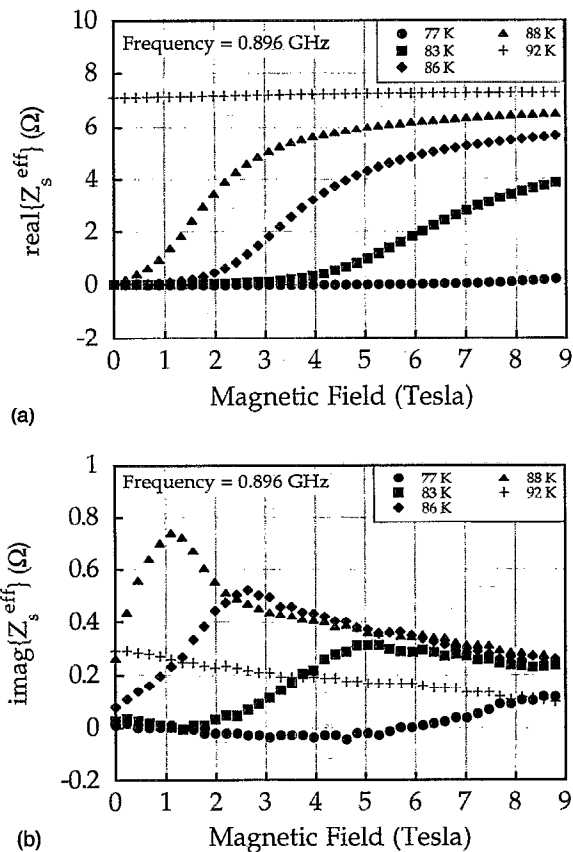 10
8
6
4
2
0
-2
real{Z_s^eff} (Ω)
Frequency = 0.896 GHz
● 77 K
■ 83 K
◆ 86 K
▲ 88 K
+ 92 K
0 1 2 3 4 5 6 7 8 9
Magnetic Field (Tesla)
(a)
1
0.8
0.6
0.4
0.2
0
-0.2
imag{Z_s^eff} (Ω)
Frequency = 0.896 GHz
● 77 K
■ 83 K
◆ 86 K
▲ 88 K
+ 92 K
0 1 2 3 4 5 6 7 8 9
Magnetic Field (Tesla)
(b)